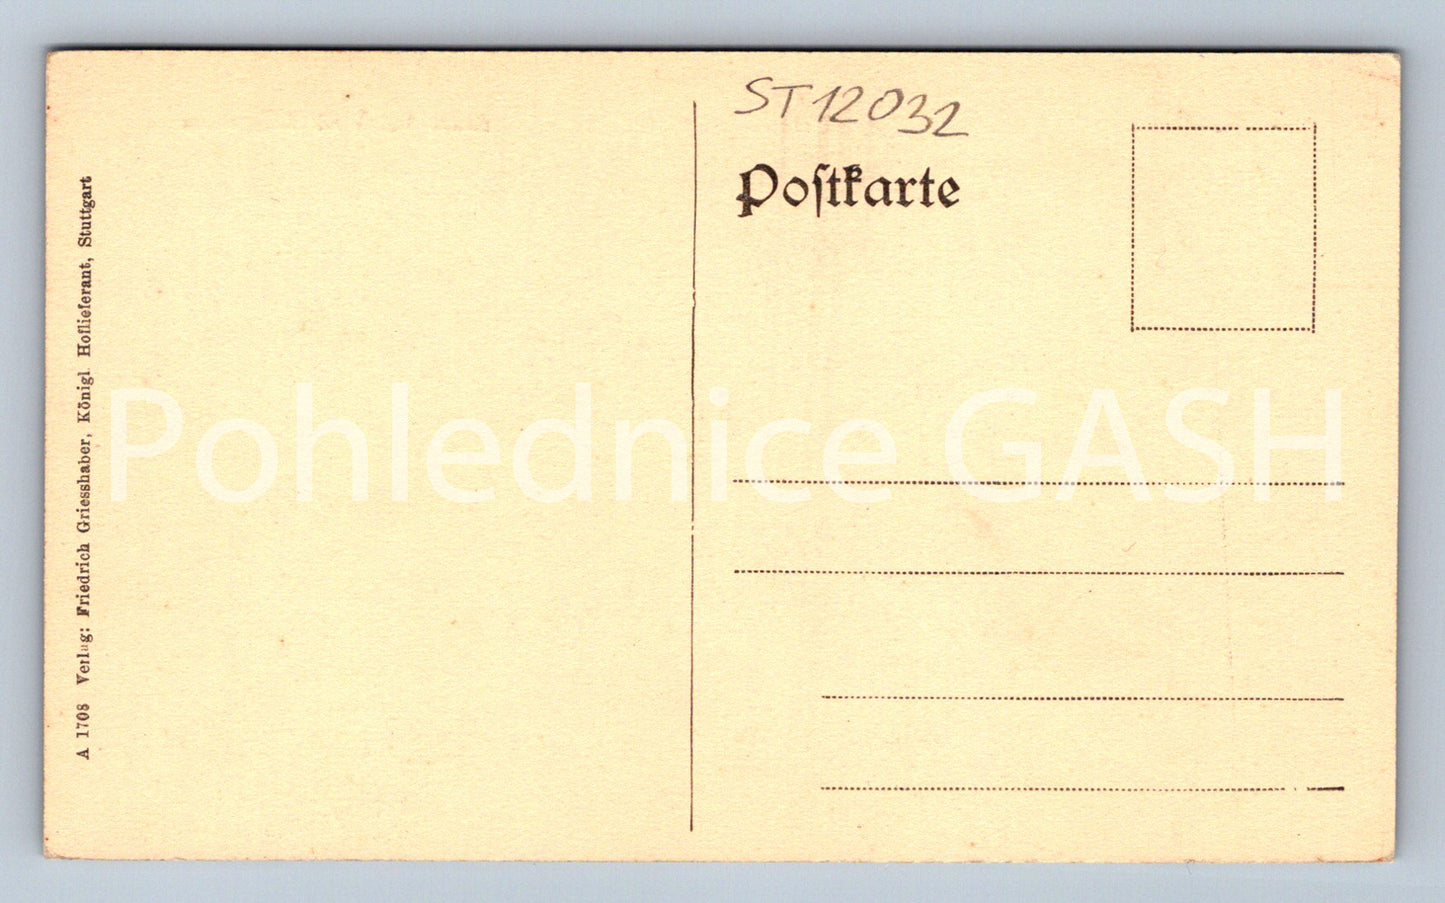 ST12032
Poſtkarte
A 1708 Verlag: Friedrich Griesshaber, Königl Hoflieferant, Stuttgart
Pohlednice GASH